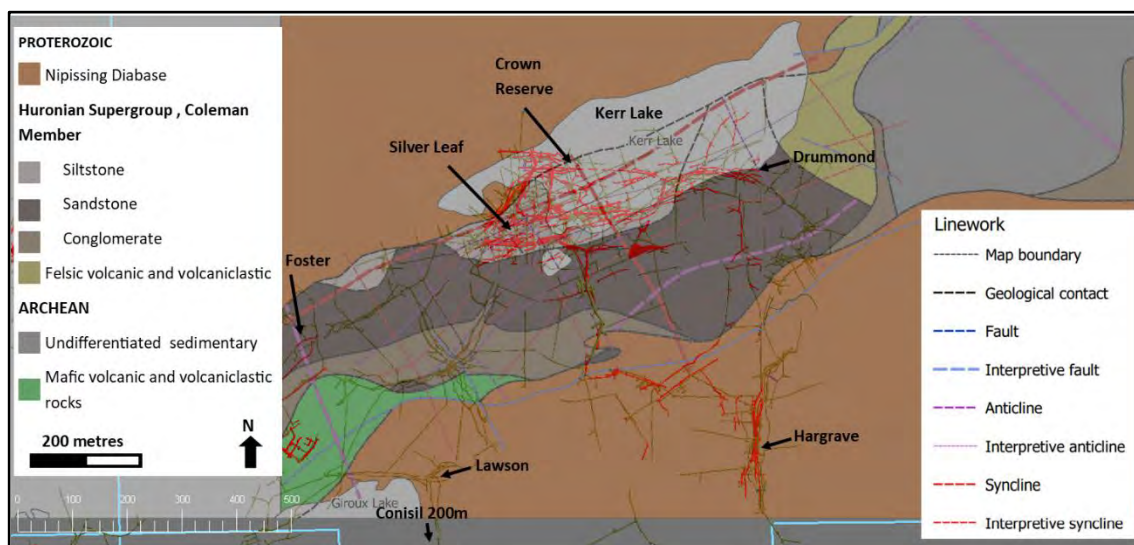 PROTEROZOIC
Nipissing Diabase
Huronian Supergroup , Coleman
Member
Siltstone
Sandstone
Conglomerate
Felsic volcanic and volcaniclastic
ARCHEAN
Undifferentiated sedimentary
Mafic volcanic and volcaniclastic
rocks
200 metres
N
0 100 200 300 400 500
Crown
Reserve
Kerr Lake
Kerr Lake
Silver Leaf
Drummond
Foster
Hargrave
Lawson
Giroux Lake
Conisil 200m
Linework
Map boundary
Geological contact
Fault
Interpretive fault
Anticline
Interpretive anticline
Syncline
Interpretive syncline